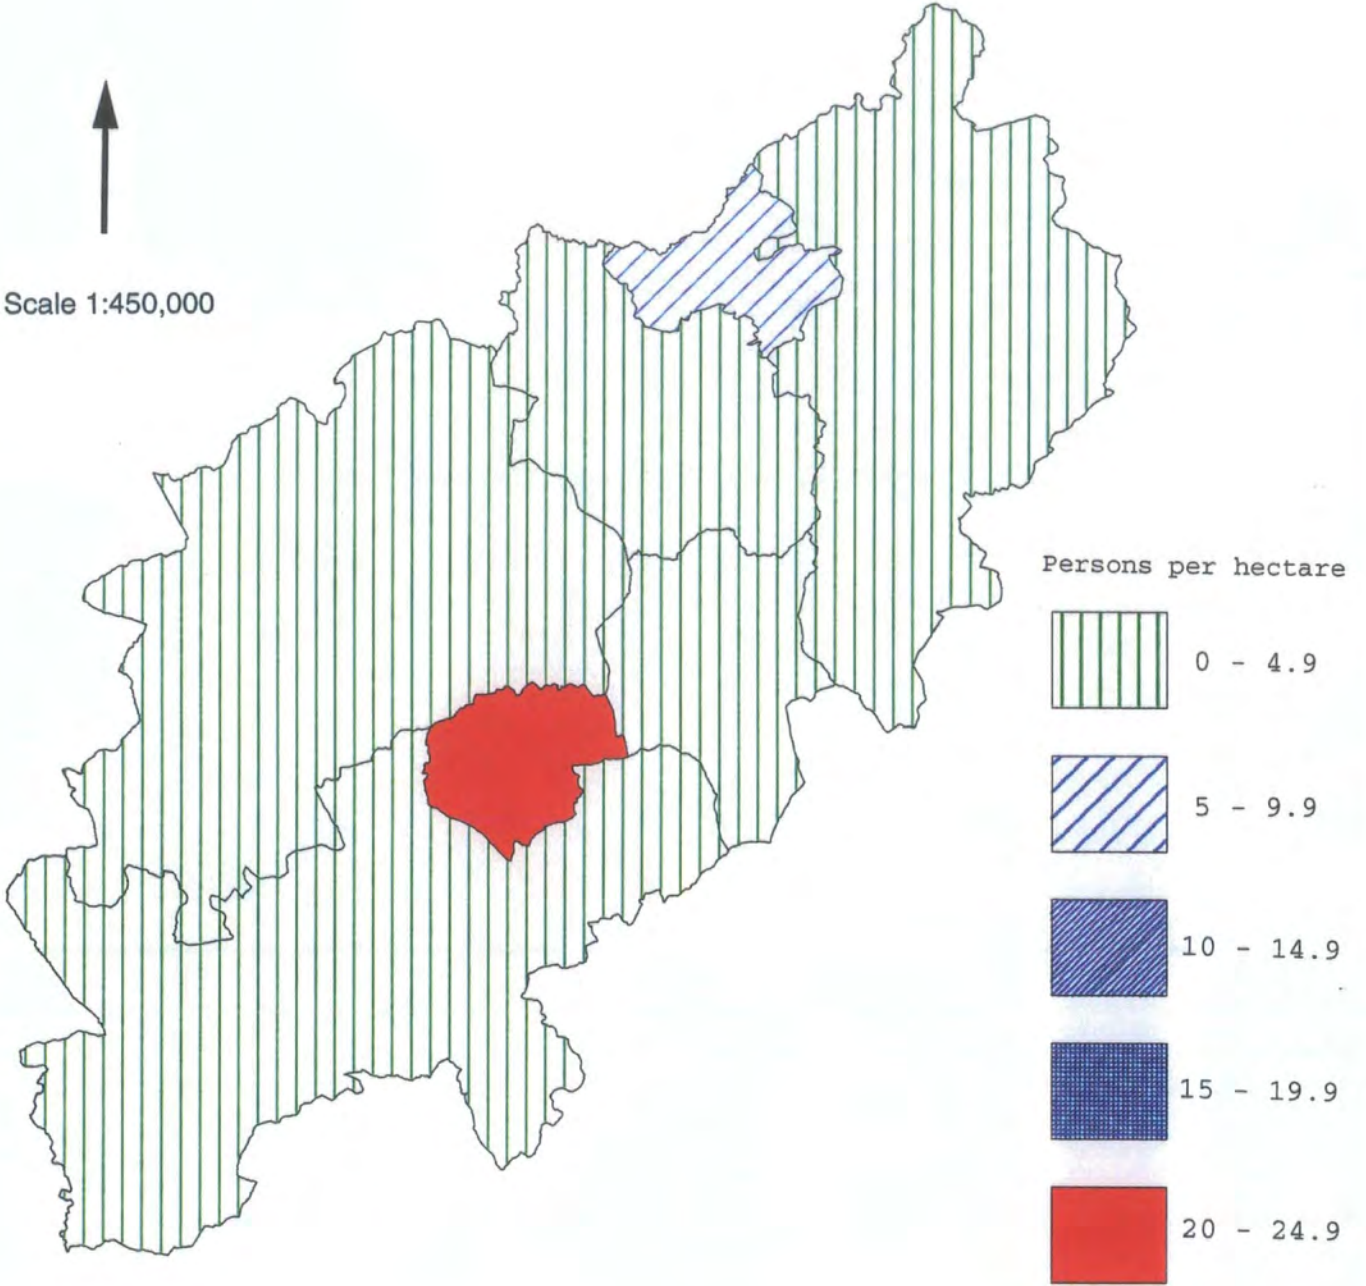 Scale 1:450,000
Persons per hectare
0 - 4.9
5 - 9.9
10 - 14.9
15 - 19.9
20 - 24.9